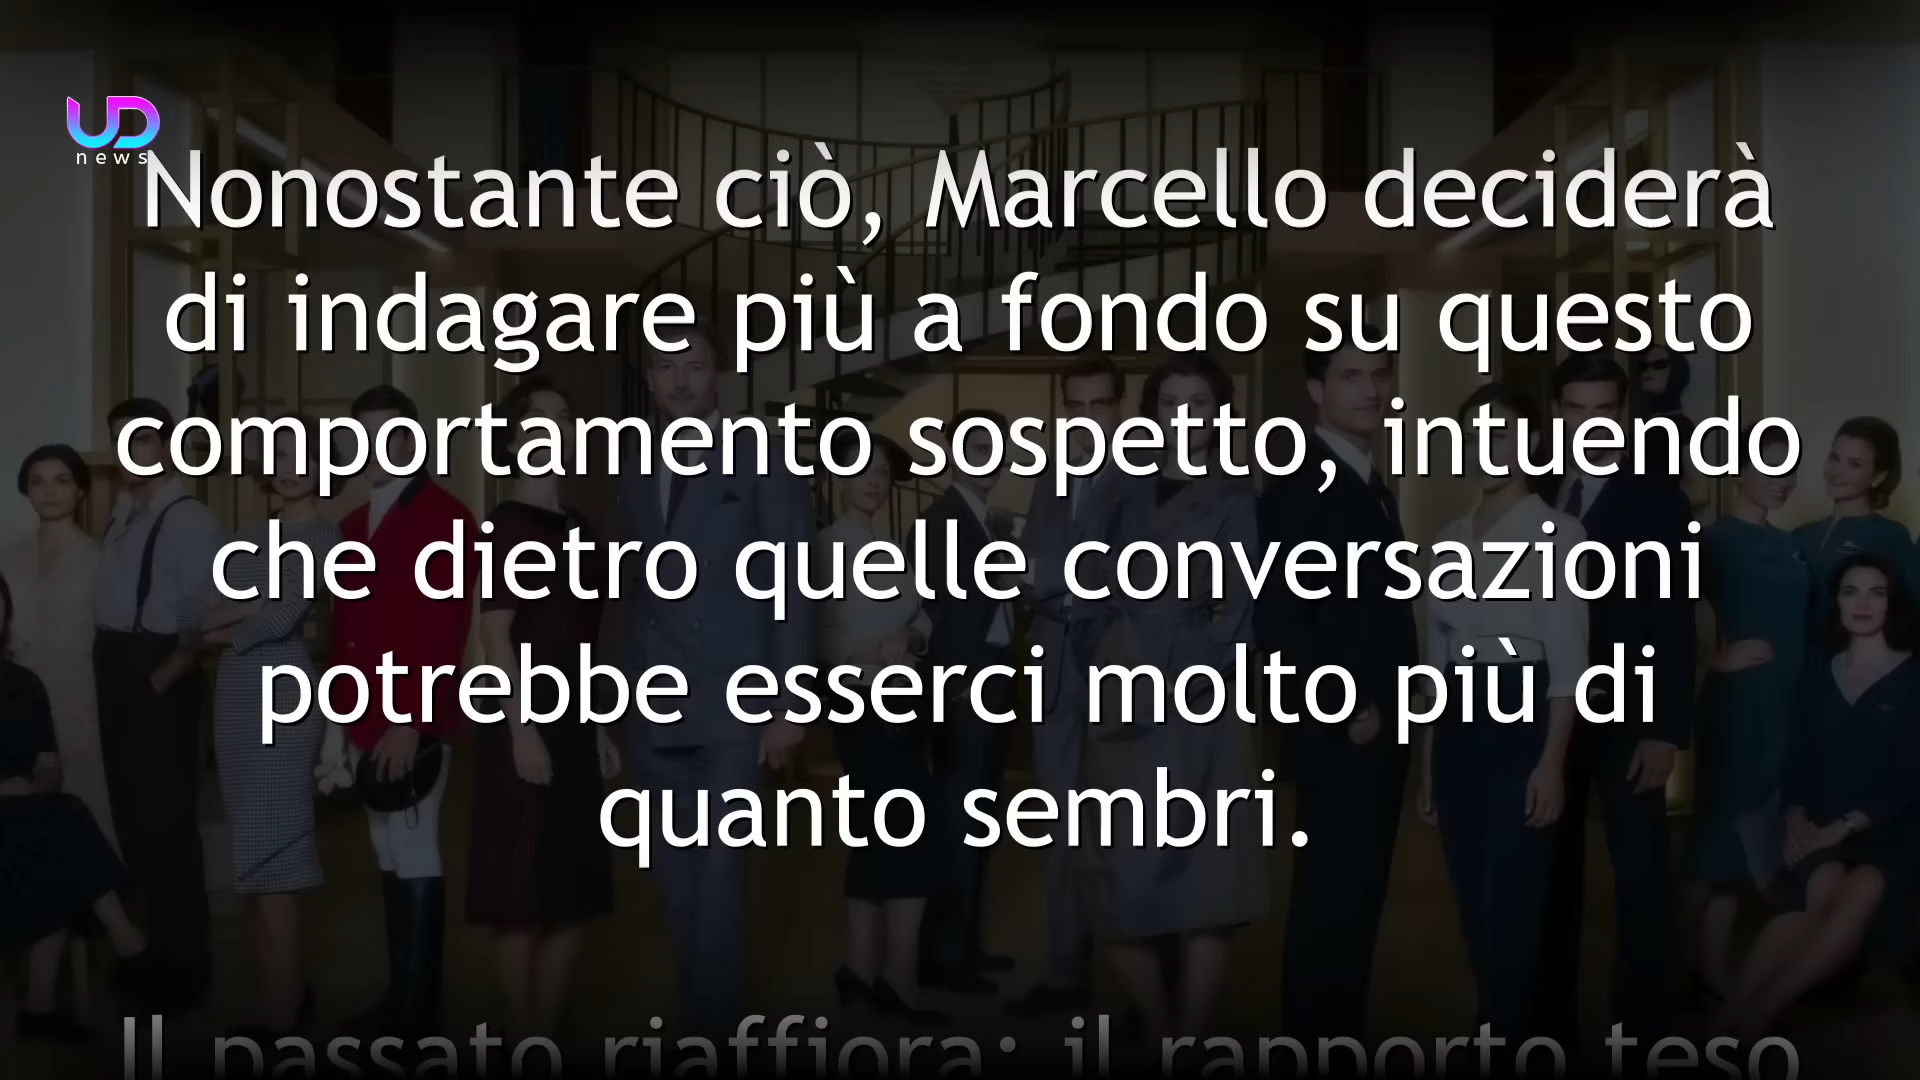 UD
news
Nonostante ciò, Marcello deciderà
di indagare più a fondo su questo
comportamento sospetto, intuendo
che dietro quelle conversazioni
potrebbe esserci molto più di
quanto sembri.
Il passato riaffiora: il rapporto teso